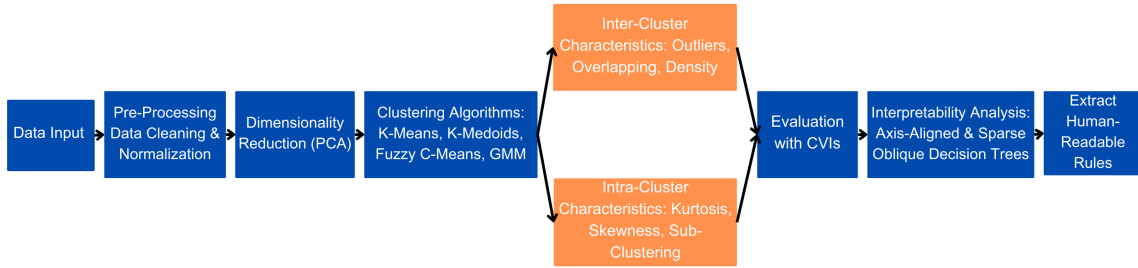 Data Input
Pre-Processing
Data Cleaning &
Normalization
Dimensionality
Reduction (PCA)
Clustering Algorithms:
K-Means, K-Medoids,
Fuzzy C-Means, GMM
Inter-Cluster
Characteristics: Outliers,
Overlapping, Density
Intra-Cluster
Characteristics: Kurtosis,
Skewness, Sub-
Clustering
Evaluation
with CVIs
Interpretability Analysis:
Axis-Aligned & Sparse
Oblique Decision Trees
Extract
Human-
Readable
Rules